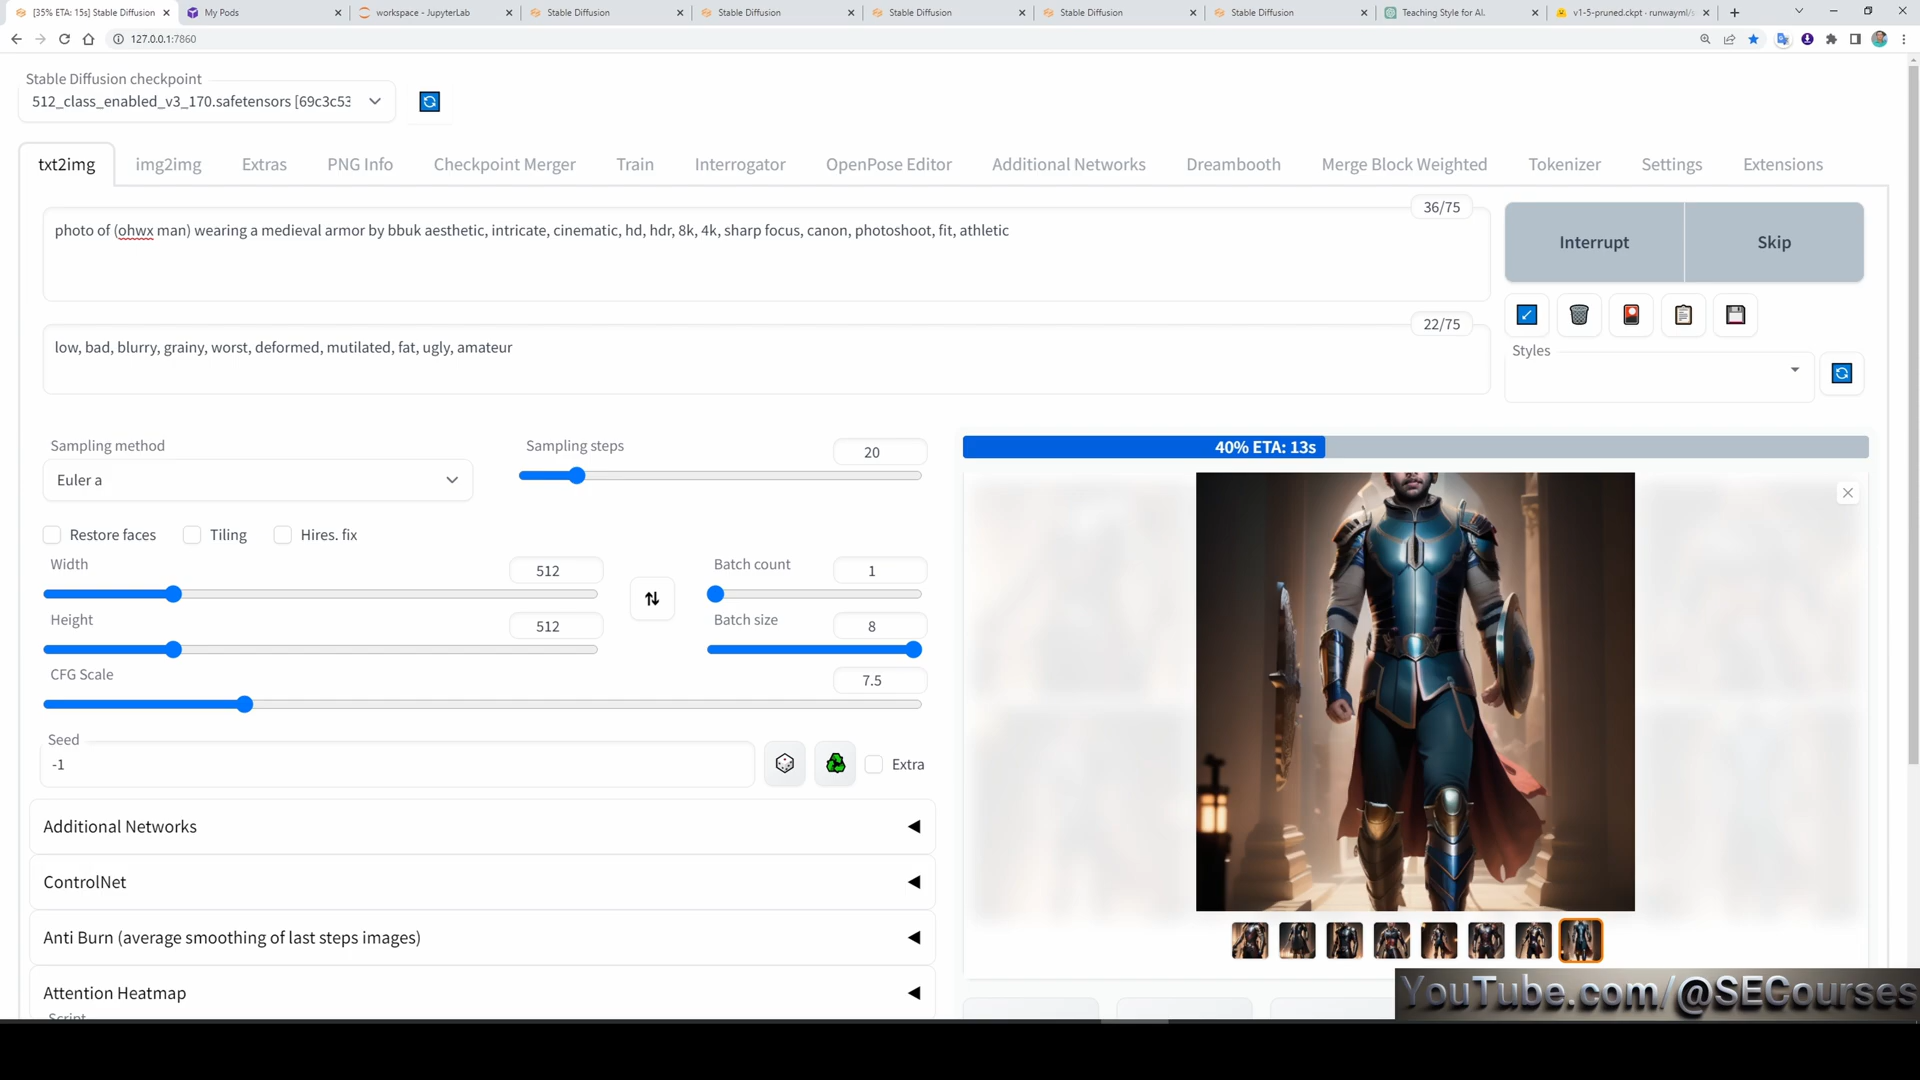 [35% ETA: 15s] Stable Diffusion
My Pods
workspace - JupyterLab
Stable Diffusion
Stable Diffusion
Stable Diffusion
Stable Diffusion
Stable Diffusion
Teaching Style for AI.
v1-5-pruned.ckpt · runwayml/s
127.0.0.1:7860
Stable Diffusion checkpoint
512_class_enabled_v3_170.safetensors [69c3c53
txt2img
img2img
Extras
PNG Info
Checkpoint Merger
Train
Interrogator
OpenPose Editor
Additional Networks
Dreambooth
Merge Block Weighted
Tokenizer
Settings
Extensions
36/75
photo of (ohwx man) wearing a medieval armor by bbuk aesthetic, intricate, cinematic, hd, hdr, 8k, 4k, sharp focus, canon, photoshoot, fit, athletic
Interrupt
Skip
22/75
low, bad, blurry, grainy, worst, deformed, mutilated, fat, ugly, amateur
Styles
Sampling method
Euler a
Sampling steps
20
40% ETA: 13s
Restore faces
Tiling
Hires. fix
Width
512
Batch count
1
Height
512
Batch size
8
CFG Scale
7.5
Seed
-1
Extra
Additional Networks
ControlNet
Anti Burn (average smoothing of last steps images)
Attention Heatmap
Script
YouTube.com/@SECourses